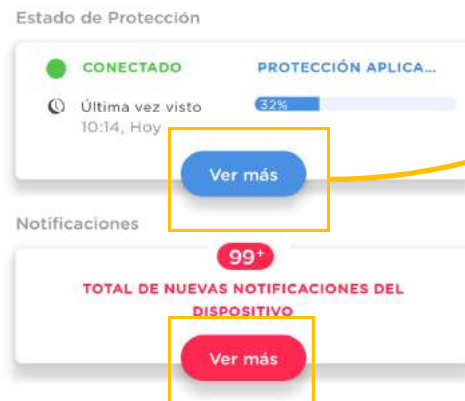 Estado de Protección
CONECTADO
PROTECCIÓN APLICA...
Última vez visto
32%
10:14, Hoy
Ver más
Notificaciones
99+
TOTAL DE NUEVAS NOTIFICACIONES DEL
DISPOSITIVO
Ver más